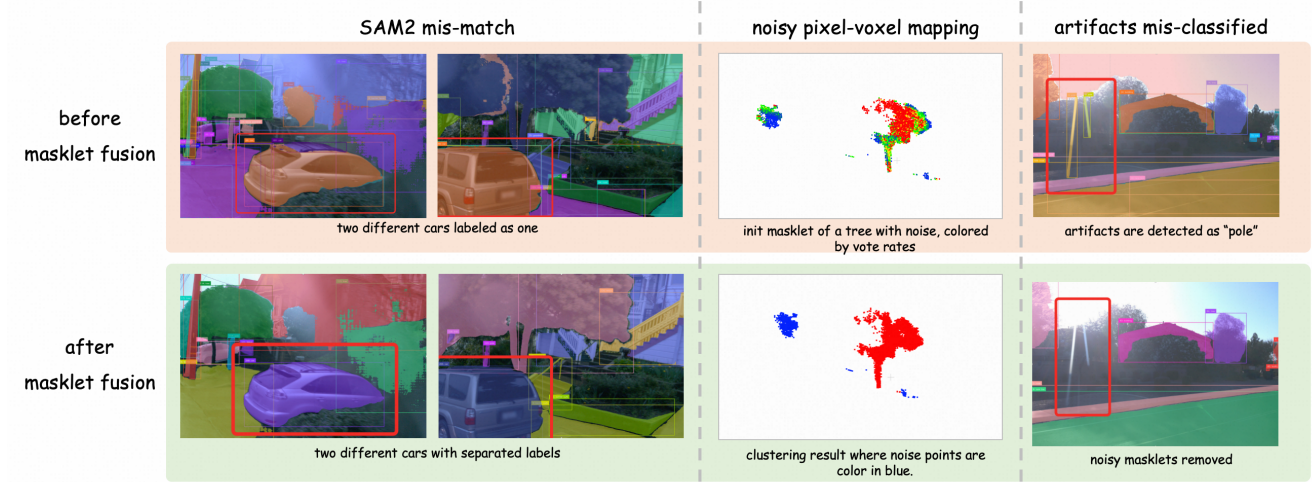 SAM2 mis-match
noisy pixel-voxel mapping
artifacts mis-classified
before
masklet fusion
two different cars labeled as one
init masklet of a tree with noise, colored
by vote rates
artifacts are detected as “pole”
after
masklet fusion
two different cars with separated labels
clustering result where noise points are
color in blue.
noisy masklets removed